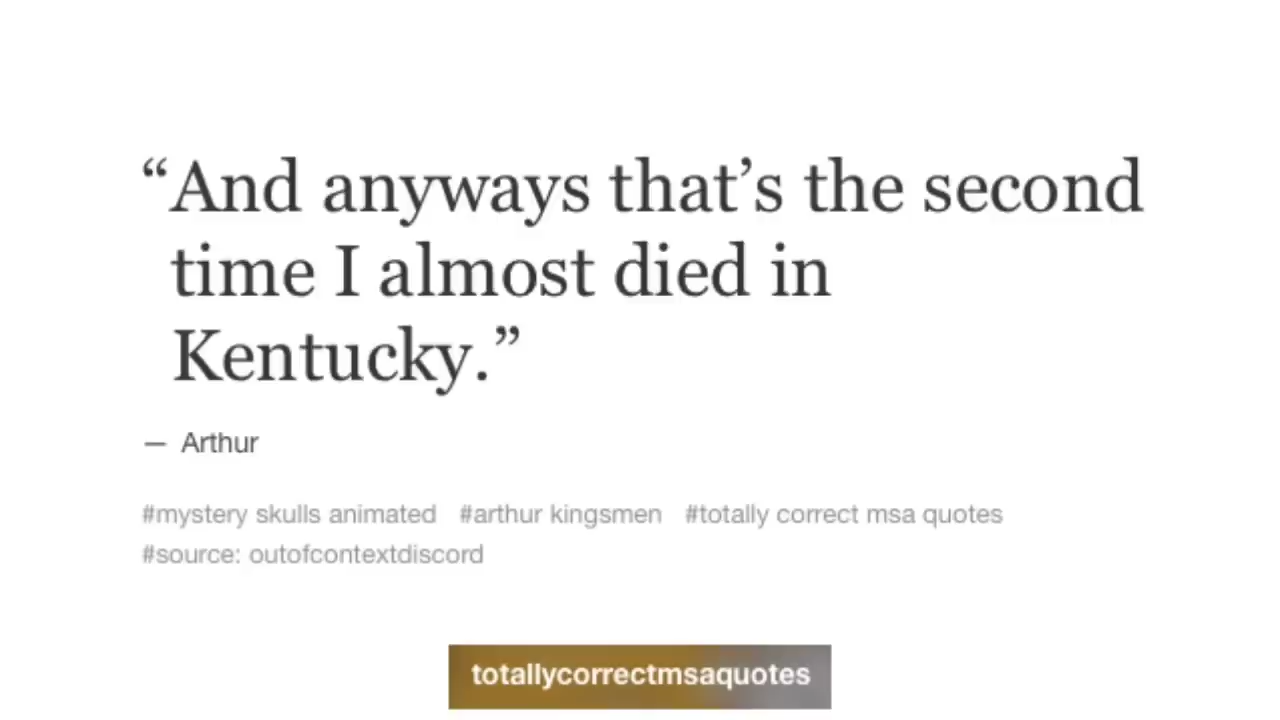 “And anyways that’s the second
time I almost died in
Kentucky.”
— Arthur
#mystery skulls animated #arthur kingsmen #totally correct msa quotes
#source: outofcontextdiscord
totallycorrectmsaquotes